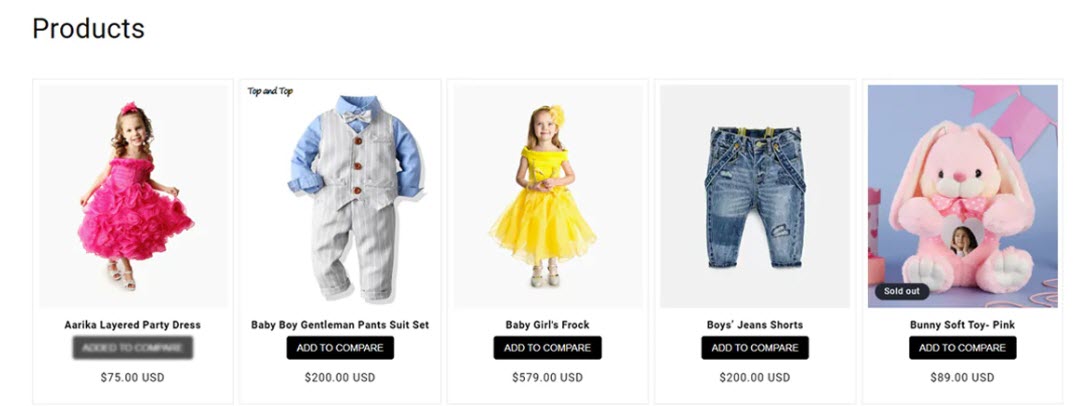 Products
Top and Top
Sold out
Aarika Layered Party Dress
ADDED TO COMPARE
$75.00 USD
Baby Boy Gentleman Pants Suit Set
ADD TO COMPARE
$200.00 USD
Baby Girl's Frock
ADD TO COMPARE
$579.00 USD
Boys' Jeans Shorts
ADD TO COMPARE
$200.00 USD
Bunny Soft Toy- Pink
ADD TO COMPARE
$89.00 USD